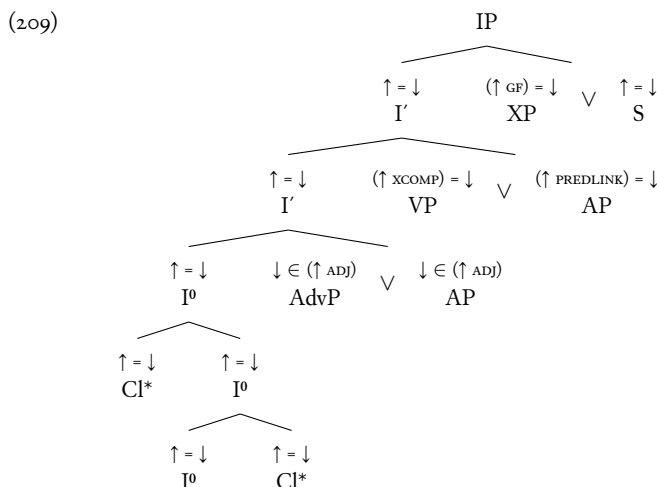 (209) IP
↑ = ↓ (↑ GF) = ↓ ∨ ↑ = ↓
I′ XP S
↑ = ↓ (↑ XCOMP) = ↓ ∨ (↑ PREDLINK) = ↓
I′ VP AP
↑ = ↓ ↓ ∈ (↑ ADJ) ∨ ↓ ∈ (↑ ADJ)
I⁰ AdvP AP
↑ = ↓ ↑ = ↓
Cl* I⁰
↑ = ↓ ↑ = ↓
I⁰ Cl*